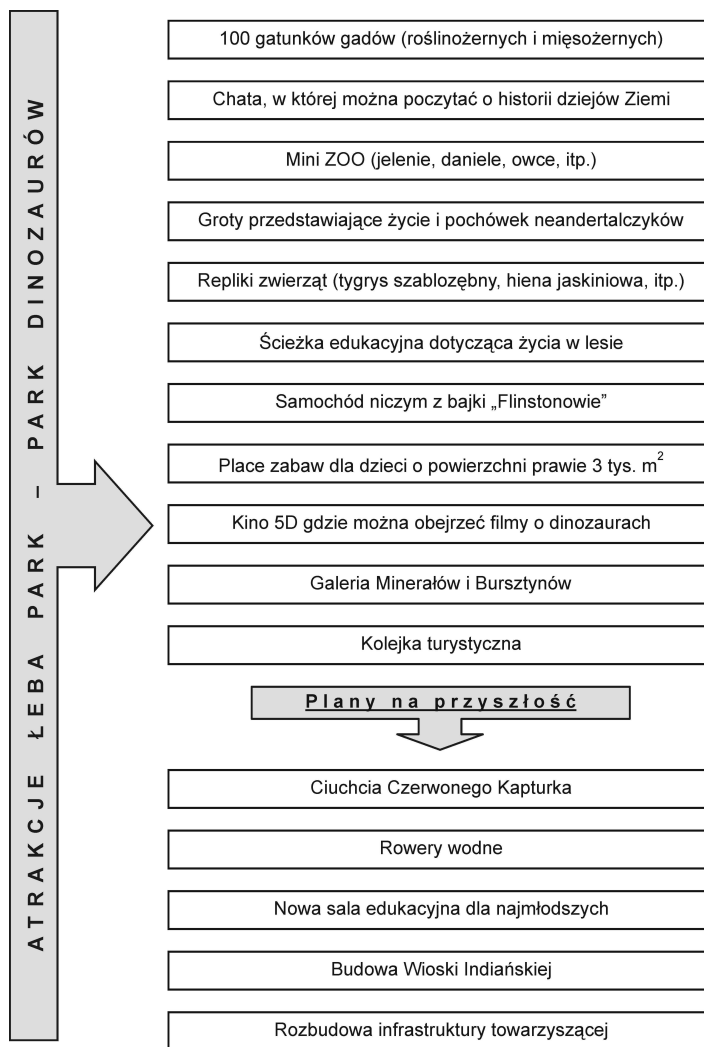 ATRAKCJE ŁEBA PARK – PARK DINOZAURÓW
100 gatunków gadów (roślinożernych i mięsożernych)
Chata, w której można poczytać o historii dziejów Ziemi
Mini ZOO (jelenie, daniele, owce, itp.)
Groty przedstawiające życie i pochówek neandertalczyków
Repliki zwierząt (tygrys szablozębny, hiena jaskiniowa, itp.)
Ścieżka edukacyjna dotycząca życia w lesie
Samochód niczym z bajki „Flinstonowie”
Place zabaw dla dzieci o powierzchni prawie 3 tys. m²
Kino 5D gdzie można obejrzeć filmy o dinozaurach
Galeria Minerałów i Bursztynów
Kolejka turystyczna
Plany na przyszłość
Ciuchcia Czerwonego Kapturka
Rowery wodne
Nowa sala edukacyjna dla najmłodszych
Budowa Wioski Indiańskiej
Rozbudowa infrastruktury towarzyszącej